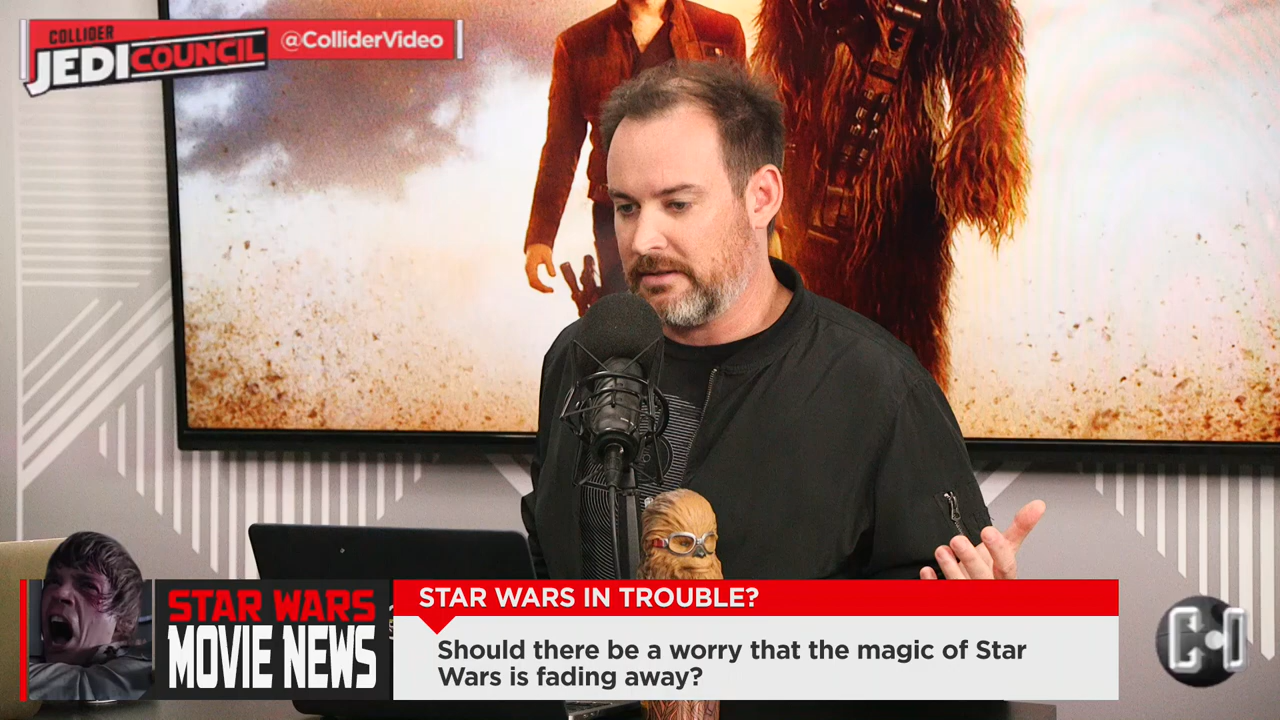 COLLIDER
JEDI COUNCIL
@ColliderVideo
STAR WARS
MOVIE NEWS
STAR WARS IN TROUBLE?
Should there be a worry that the magic of Star
Wars is fading away?